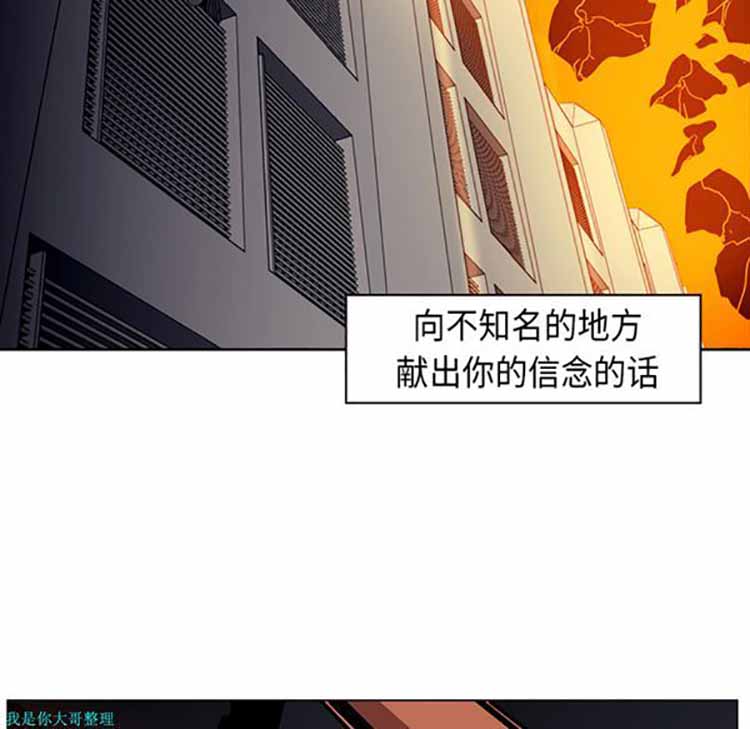 向不知名的地方
献出你的信念的话
我是你大哥整理